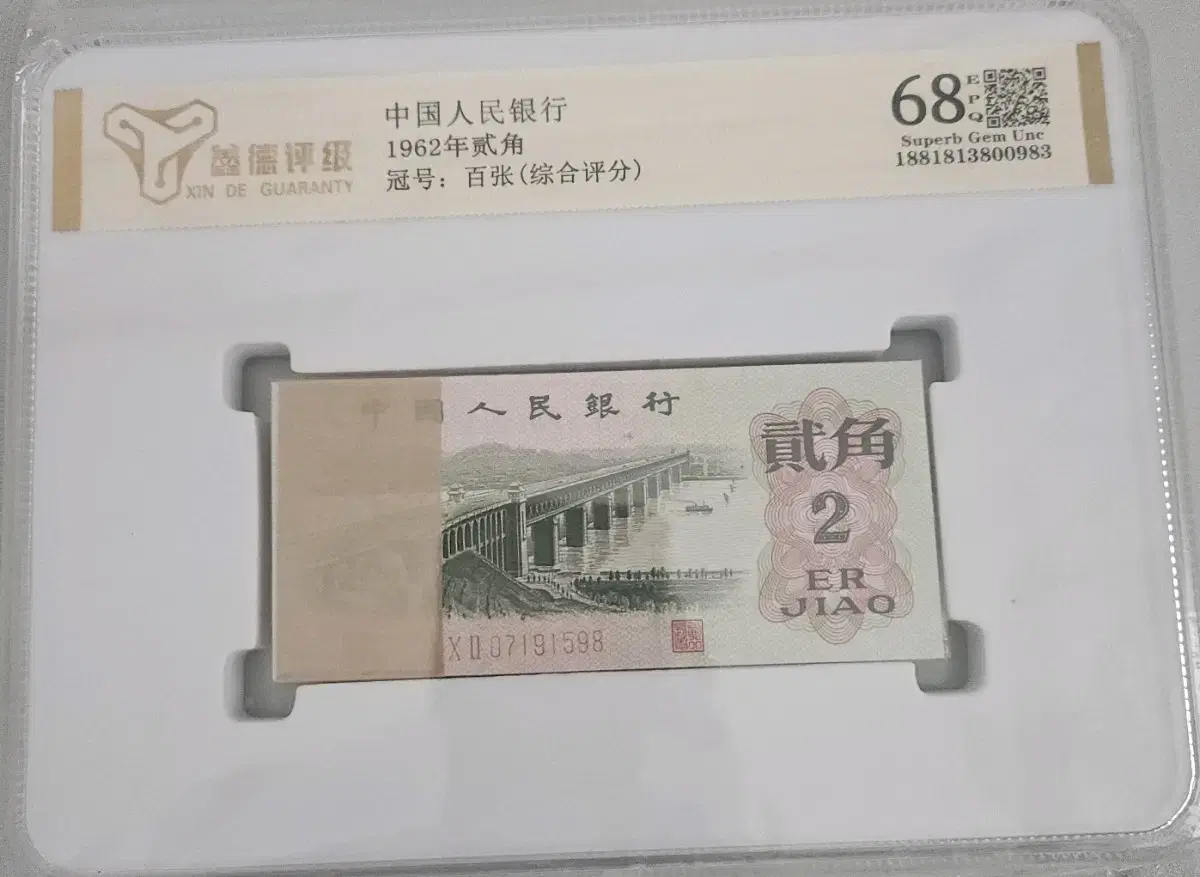 鑫德评级
XIN DE GUARANTY
中国人民银行
1962年贰角
冠号：百张(综合评分)
68 EPQ
Superb Gem Unc
1881813800983
中国人民銀行
貳角
2
ER
JIAO
X II 07191598